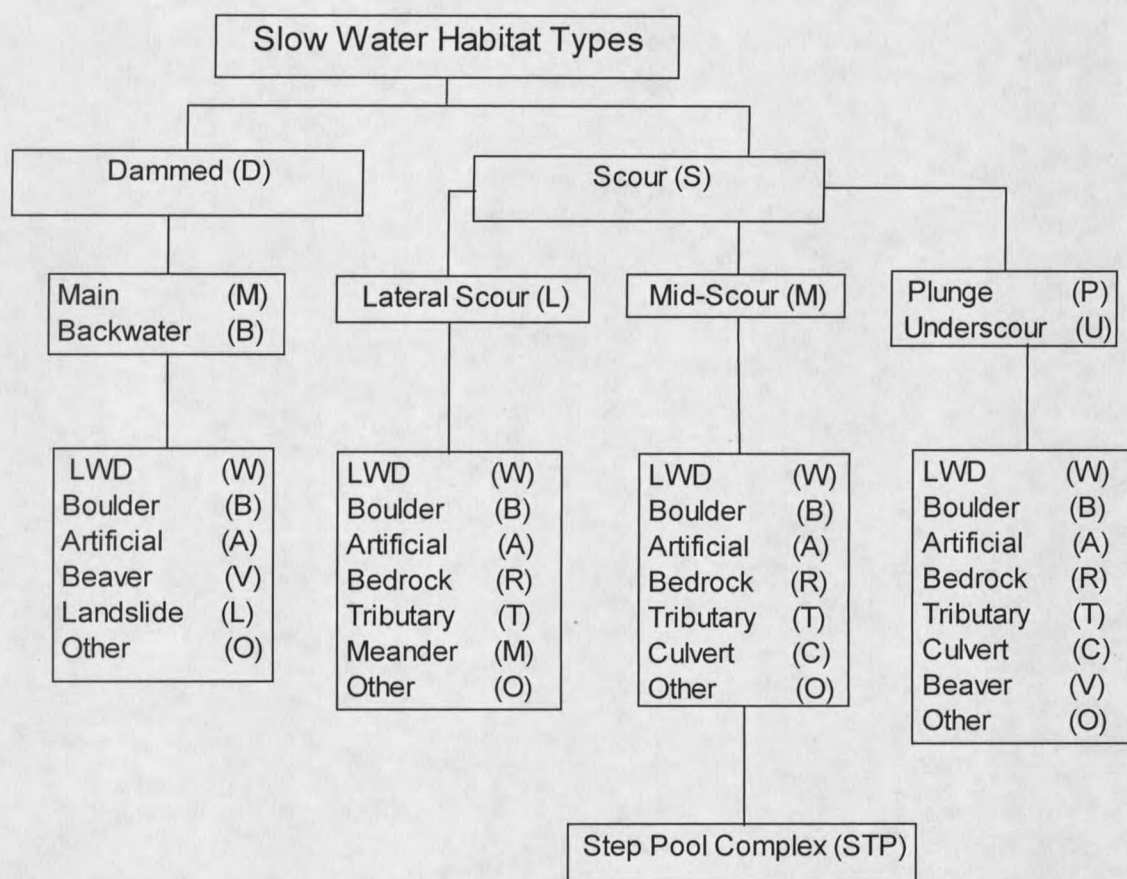 Slow Water Habitat Types
Dammed (D)
Scour (S)
Main (M)
Backwater (B)
Lateral Scour (L)
Mid-Scour (M)
Plunge (P)
Underscour (U)
LWD (W)
Boulder (B)
Artificial (A)
Beaver (V)
Landslide (L)
Other (O)
LWD (W)
Boulder (B)
Artificial (A)
Bedrock (R)
Tributary (T)
Meander (M)
Other (O)
LWD (W)
Boulder (B)
Artificial (A)
Bedrock (R)
Tributary (T)
Culvert (C)
Other (O)
LWD (W)
Boulder (B)
Artificial (A)
Bedrock (R)
Tributary (T)
Culvert (C)
Beaver (V)
Other (O)
Step Pool Complex (STP)